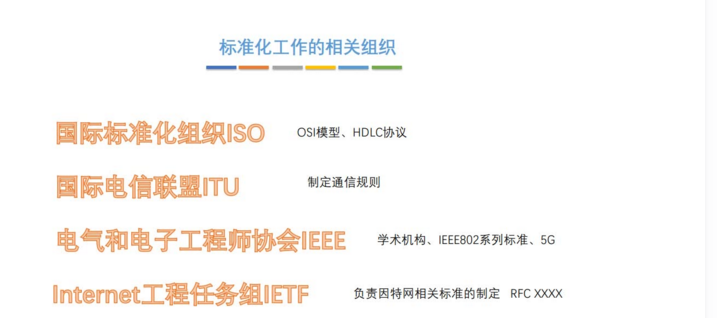 标准化工作的相关组织
国际标准化组织ISO OSI模型、HDLC协议
国际电信联盟ITU 制定通信规则
电气和电子工程师协会IEEE 学术机构、IEEE802系列标准、5G
Internet工程任务组IETF 负责因特网相关标准的制定 RFC XXXX